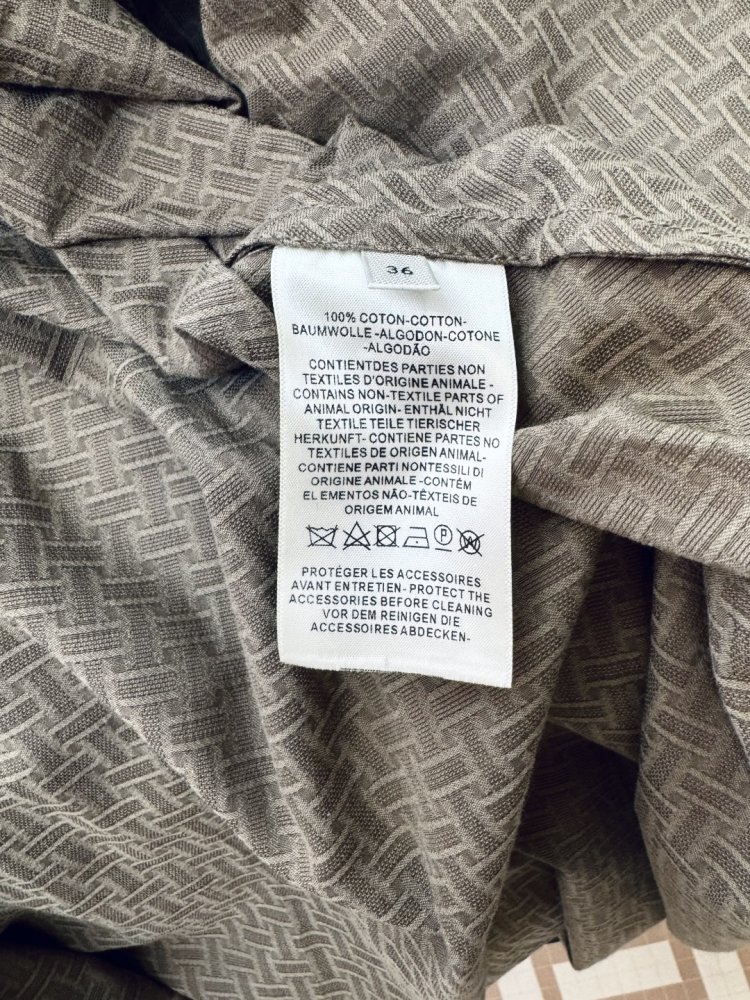 36
100% COTON-COTTON-
BAUMWOLLE -ALGODON-COTONE
-ALGODÃO
CONTIENTDES PARTIES NON
TEXTILES D'ORIGINE ANIMALE -
CONTAINS NON-TEXTILE PARTS OF
ANIMAL ORIGIN- ENTHÂL NICHT
TEXTILE TEILE TIERISCHER
HERKUNFT- CONTIENE PARTES NO
TEXTILES DE ORIGEN ANIMAL-
CONTIENE PARTI NONTESSILI DI
ORIGINE ANIMALE -CONTÉM
EL EMENTOS NÃO-TÊXTEIS DE
ORIGEM ANIMAL
P W
PROTÉGER LES ACCESSOIRES
AVANT ENTRETIEN- PROTECT THE
ACCESSORIES BEFORE CLEANING
VOR DEM REINIGEN DIE
ACCESSOIRES ABDECKEN-